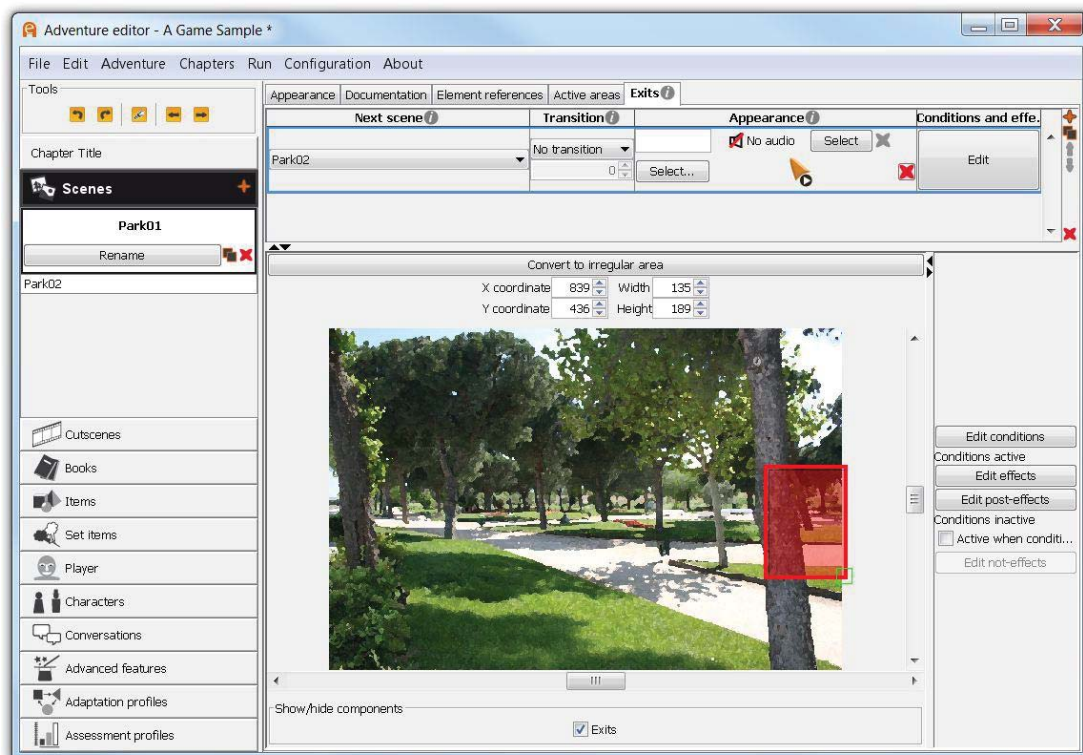 Adventure editor - A Game Sample *
File Edit Adventure Chapters Run Configuration About
Tools
Chapter Title
Scenes
Park01
Rename
Park02
Cutscenes
Books
Items
Set items
Player
Characters
Conversations
Advanced features
Adaptation profiles
Assessment profiles
Appearance Documentation Element references Active areas Exits
Next scene Transition Appearance Conditions and effe.
Park02
No transition
0
Select...
No audio
Select
Edit
Convert to irregular area
X coordinate 839 Width 135
Y coordinate 436 Height 189
Edit conditions
Conditions active
Edit effects
Edit post-effects
Conditions inactive
Active when conditi...
Edit not-effects
Show/hide components
Exits